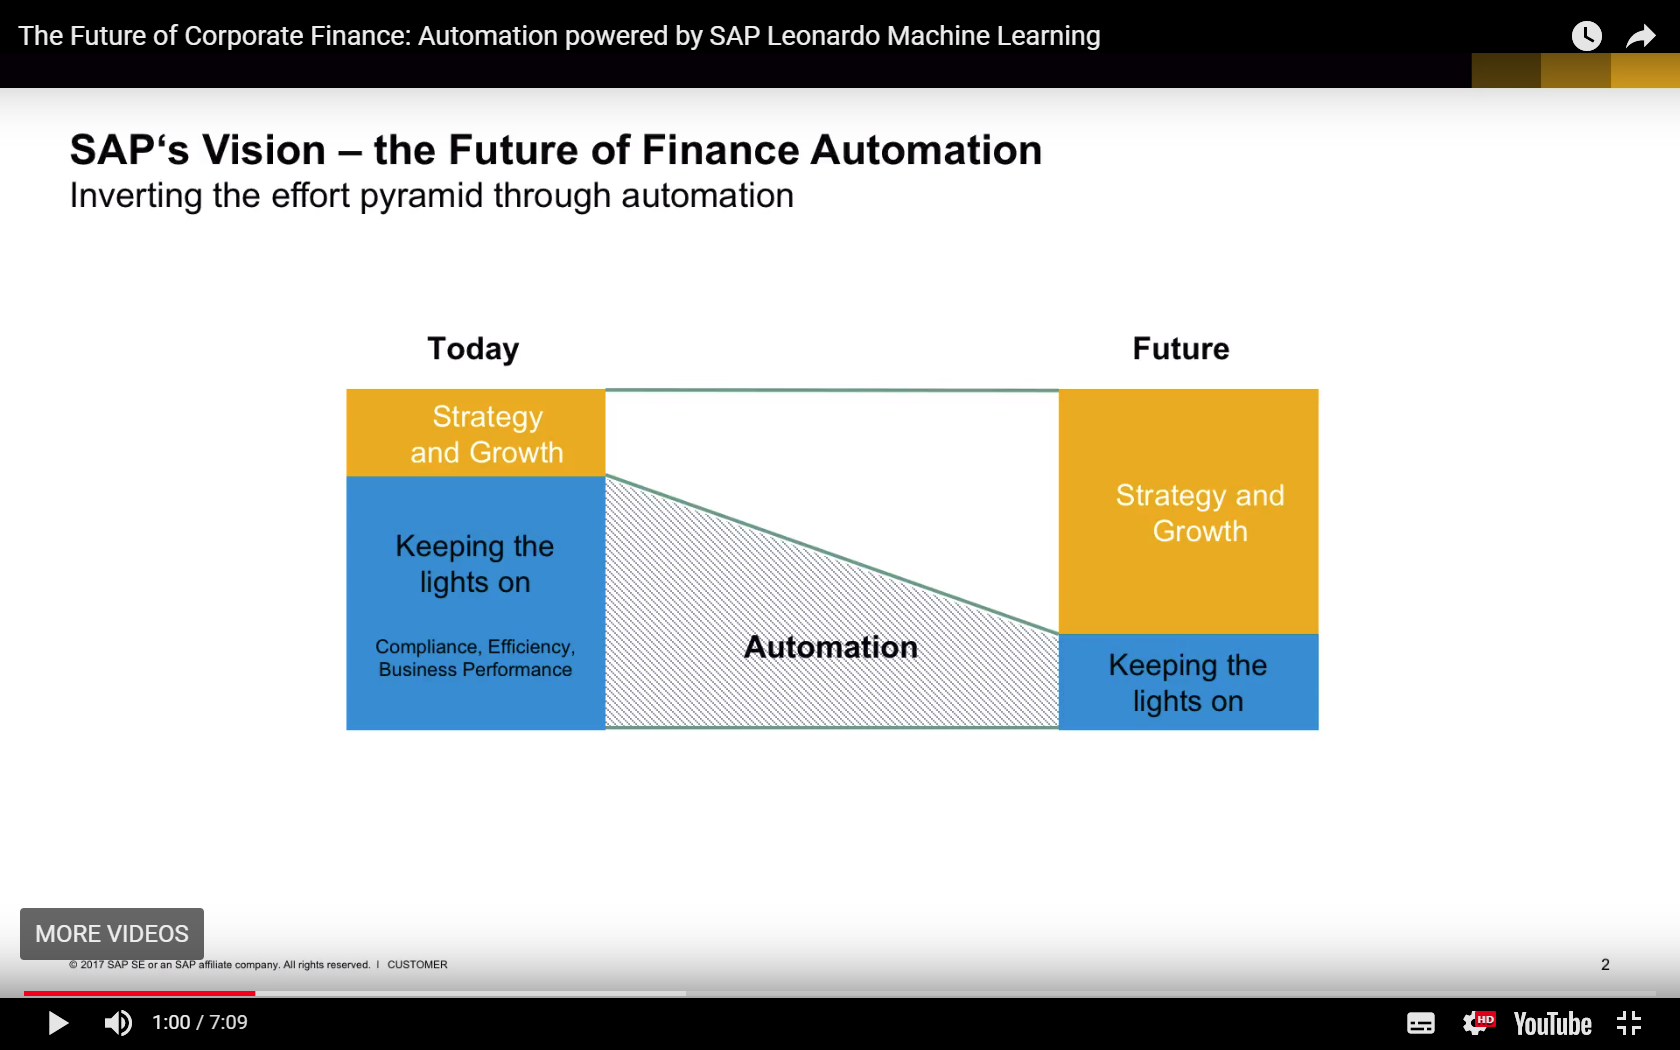 The Future of Corporate Finance: Automation powered by SAP Leonardo Machine Learning
SAP‘s Vision – the Future of Finance Automation
Inverting the effort pyramid through automation
Today
Future
Strategy
and Growth
Keeping the
lights on
Compliance, Efficiency,
Business Performance
Automation
Strategy and
Growth
Keeping the
lights on
MORE VIDEOS
© 2017 SAP SE or an SAP affiliate company. All rights reserved. I CUSTOMER
2
1:00 / 7:09
HD
YouTube